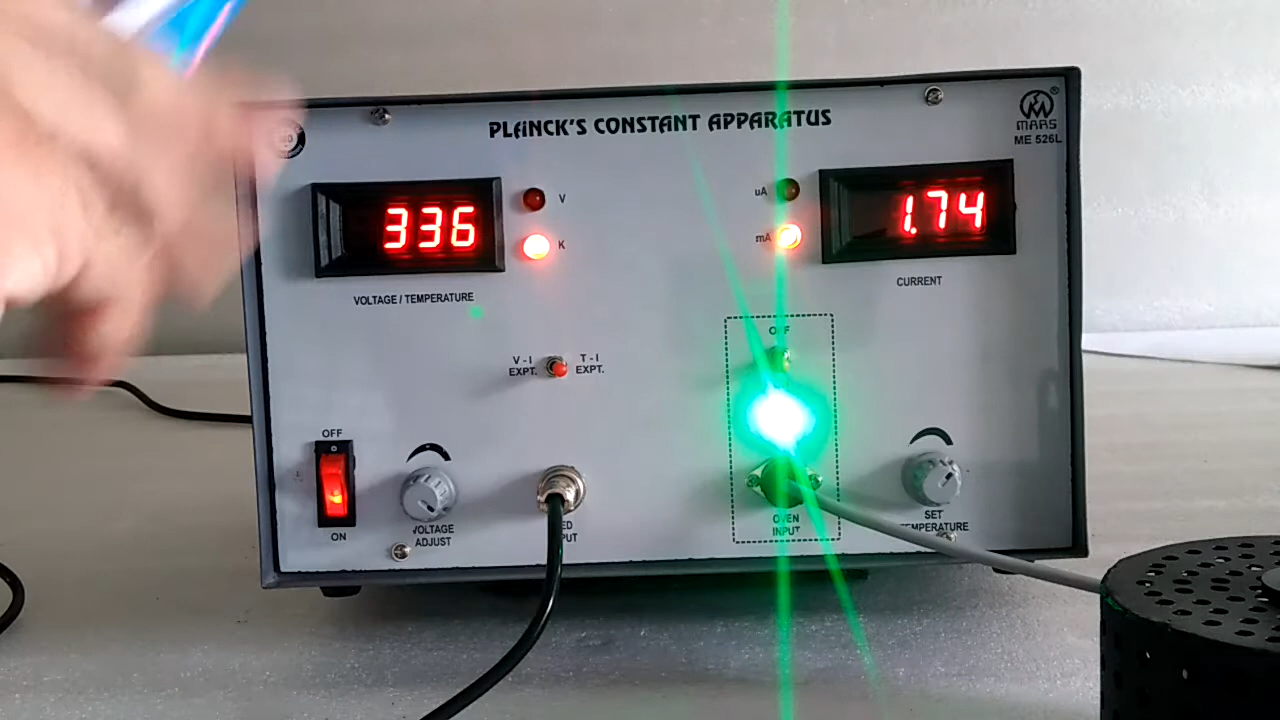 PLANCK'S CONSTANT APPARATUS
MARS
®
ME 526L
336
V
K
uA
mA
1.74
VOLTAGE / TEMPERATURE
CURRENT
V - I
EXPT.
T - I
EXPT.
OFF
ON
VOLTAGE
ADJUST
OVEN
INPUT
SET
TEMPERATURE